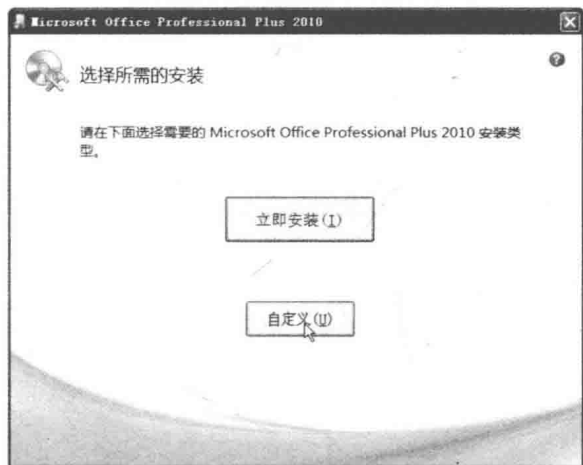 Microsoft Office Professional Plus 2010
选择所需的安装
请在下面选择需要的 Microsoft Office Professional Plus 2010 安装类
型。
立即安装(I)
自定义(U)